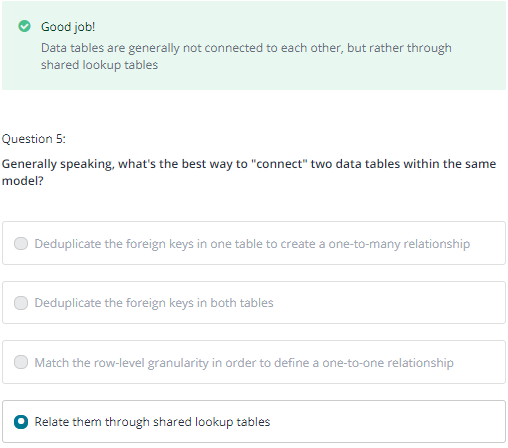 Good job!
Data tables are generally not connected to each other, but rather through
shared lookup tables
Question 5:
Generally speaking, what's the best way to "connect" two data tables within the same
model?
Deduplicate the foreign keys in one table to create a one-to-many relationship
Deduplicate the foreign keys in both tables
Match the row-level granularity in order to define a one-to-one relationship
Relate them through shared lookup tables